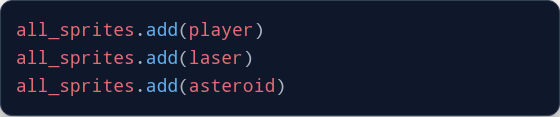 all_sprites.add(player)
all_sprites.add(laser)
all_sprites.add(asteroid)